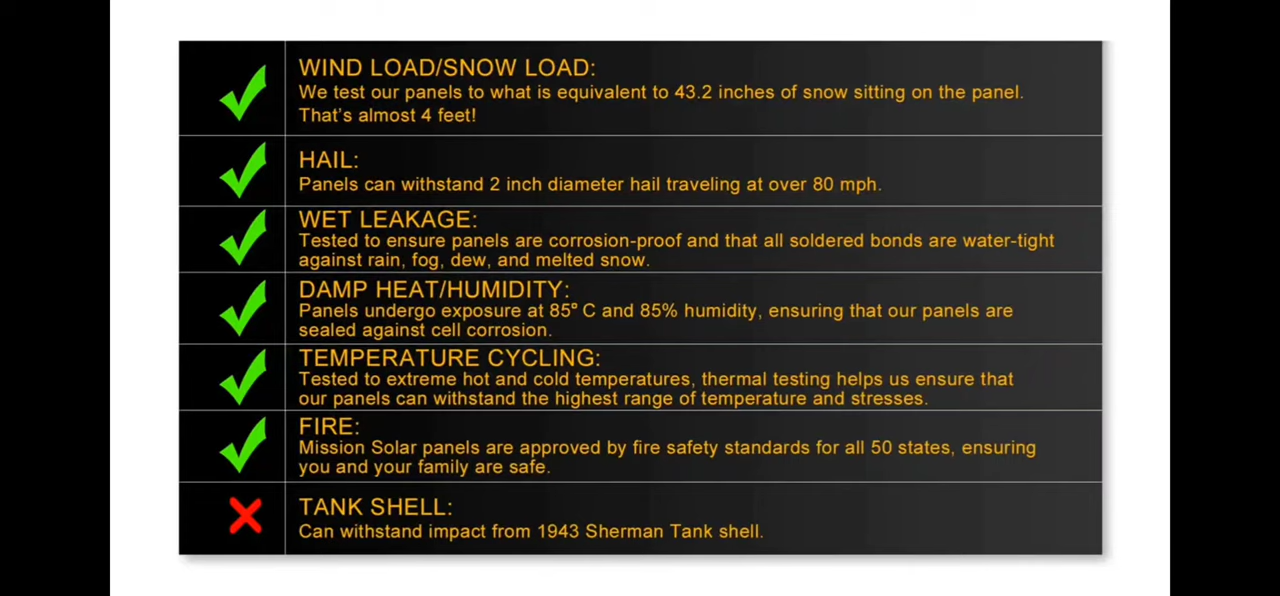 WIND LOAD/SNOW LOAD:
We test our panels to what is equivalent to 43.2 inches of snow sitting on the panel.
That's almost 4 feet!
HAIL:
Panels can withstand 2 inch diameter hail traveling at over 80 mph.
WET LEAKAGE:
Tested to ensure panels are corrosion-proof and that all soldered bonds are water-tight
against rain, fog, dew, and melted snow.
DAMP HEAT/HUMIDITY:
Panels undergo exposure at 85° C and 85% humidity, ensuring that our panels are
sealed against cell corrosion.
TEMPERATURE CYCLING:
Tested to extreme hot and cold temperatures, thermal testing helps us ensure that
our panels can withstand the highest range of temperature and stresses.
FIRE:
Mission Solar panels are approved by fire safety standards for all 50 states, ensuring
you and your family are safe.
TANK SHELL:
Can withstand impact from 1943 Sherman Tank shell.